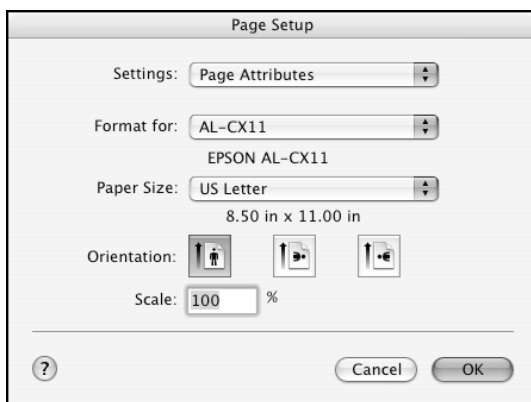 Page Setup
Settings: Page Attributes
Format for: AL-CX11
EPSON AL-CX11
Paper Size: US Letter
8.50 in x 11.00 in
Orientation:
Scale: 100 %
? Cancel OK